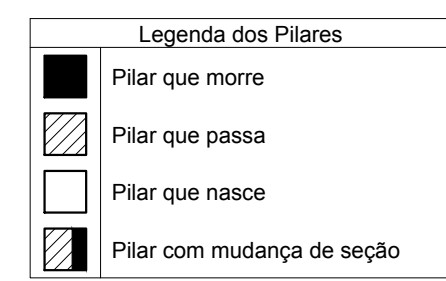 Legenda dos Pilares
Pilar que morre
Pilar que passa
Pilar que nasce
Pilar com mudança de seção